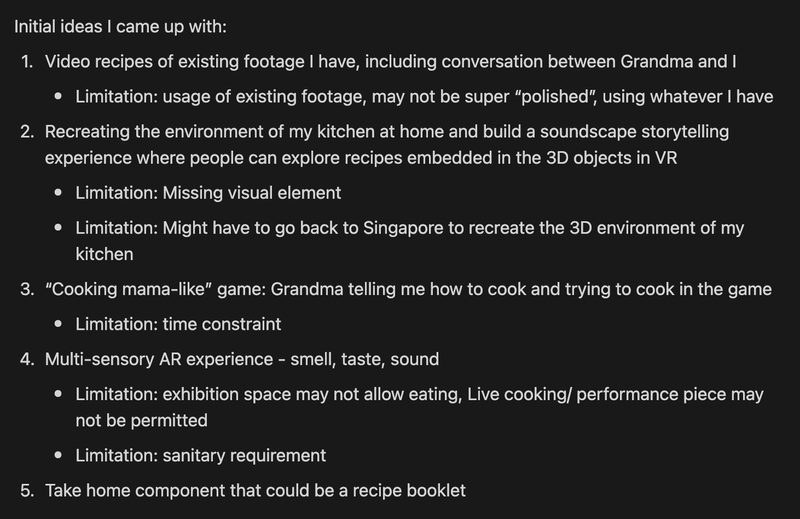 Initial ideas I came up with:
1. Video recipes of existing footage I have, including conversation between Grandma and I
• Limitation: usage of existing footage, may not be super “polished”, using whatever I have
2. Recreating the environment of my kitchen at home and build a soundscape storytelling
experience where people can explore recipes embedded in the 3D objects in VR
• Limitation: Missing visual element
• Limitation: Might have to go back to Singapore to recreate the 3D environment of my
kitchen
3. “Cooking mama-like” game: Grandma telling me how to cook and trying to cook in the game
• Limitation: time constraint
4. Multi-sensory AR experience - smell, taste, sound
• Limitation: exhibition space may not allow eating, Live cooking/ performance piece may
not be permitted
• Limitation: sanitary requirement
5. Take home component that could be a recipe booklet